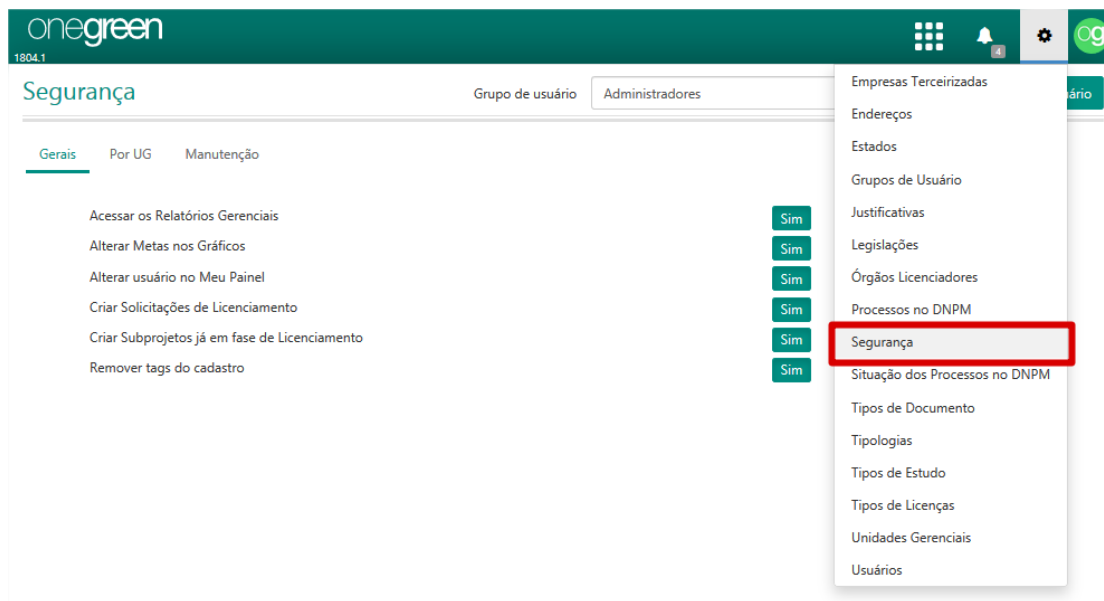 onegreen
1804.1
4
og
Segurança
Grupo de usuário
Administradores
ário
Gerais
Por UG
Manutenção
Acessar os Relatórios Gerenciais
Sim
Alterar Metas nos Gráficos
Sim
Alterar usuário no Meu Painel
Sim
Criar Solicitações de Licenciamento
Sim
Criar Subprojetos já em fase de Licenciamento
Sim
Remover tags do cadastro
Sim
Empresas Terceirizadas
Endereços
Estados
Grupos de Usuário
Justificativas
Legislações
Órgãos Licenciadores
Processos no DNPM
Segurança
Situação dos Processos no DNPM
Tipos de Documento
Tipologias
Tipos de Estudo
Tipos de Licenças
Unidades Gerenciais
Usuários